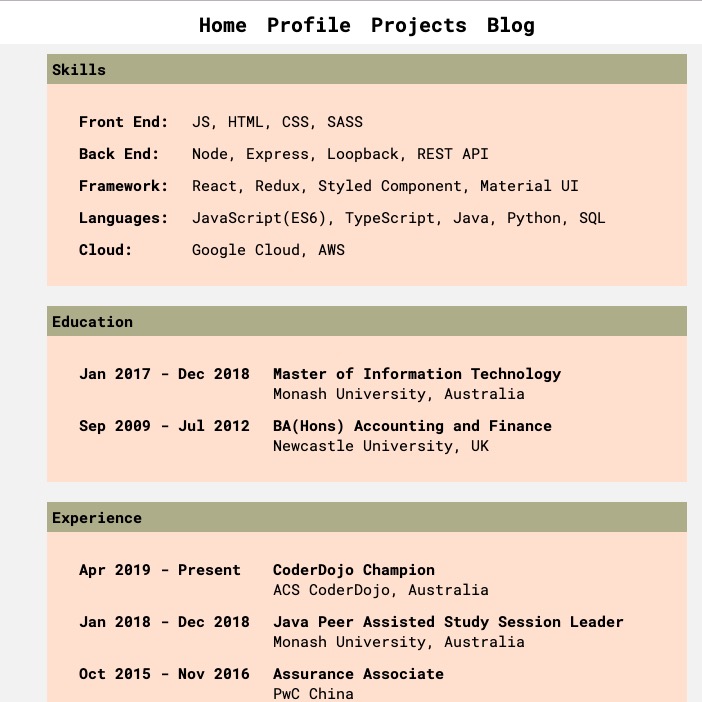 Home Profile Projects Blog
Skills
Front End: JS, HTML, CSS, SASS
Back End: Node, Express, Loopback, REST API
Framework: React, Redux, Styled Component, Material UI
Languages: JavaScript(ES6), TypeScript, Java, Python, SQL
Cloud: Google Cloud, AWS
Education
Jan 2017 - Dec 2018 Master of Information Technology
Monash University, Australia
Sep 2009 - Jul 2012 BA(Hons) Accounting and Finance
Newcastle University, UK
Experience
Apr 2019 - Present CoderDojo Champion
ACS CoderDojo, Australia
Jan 2018 - Dec 2018 Java Peer Assisted Study Session Leader
Monash University, Australia
Oct 2015 - Nov 2016 Assurance Associate
PwC China